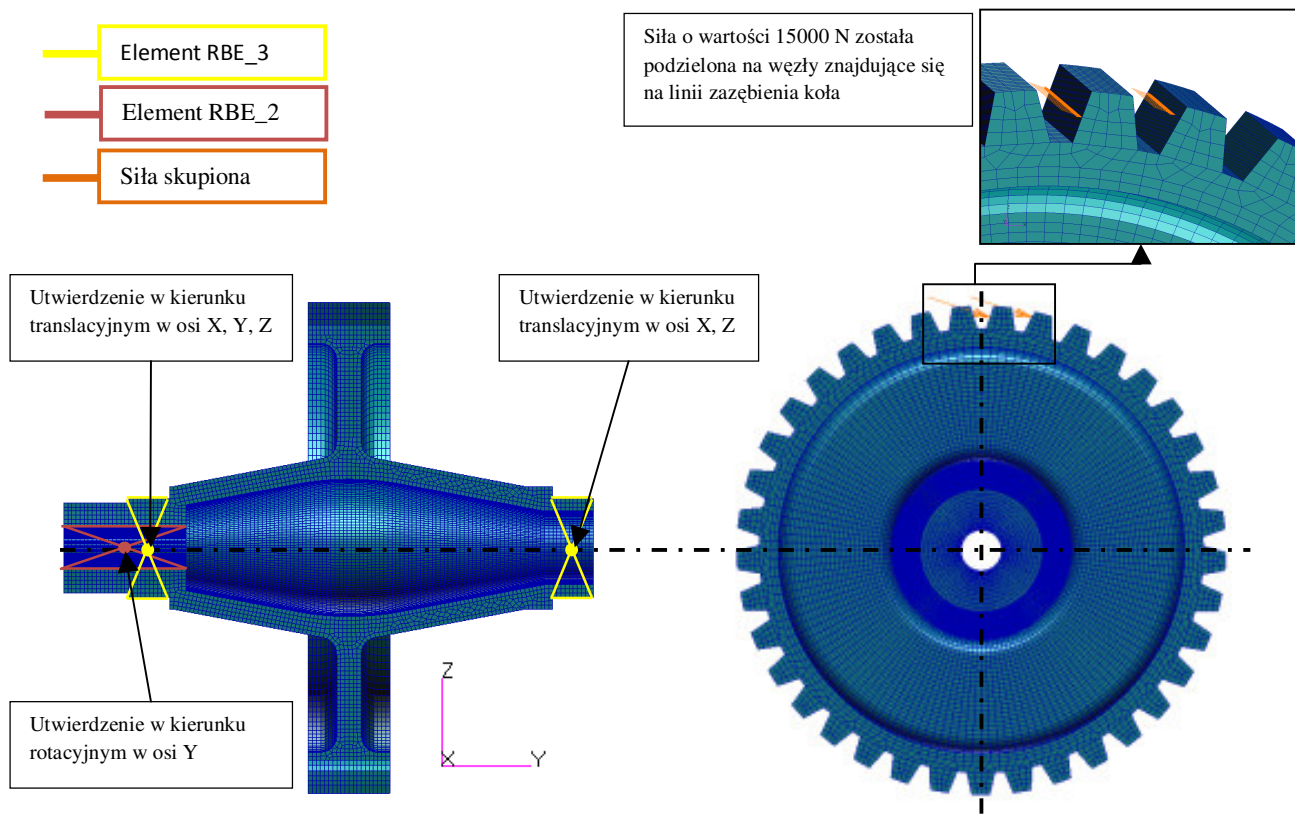 Element RBE_3
Element RBE_2
Siła skupiona
Siła o wartości 15000 N została
podzielona na węzły znajdujące się
na linii zazębienia koła
Utwierdzenie w kierunku
translacyjnym w osi X, Y, Z
Utwierdzenie w kierunku
translacyjnym w osi X, Z
Utwierdzenie w kierunku
rotacyjnym w osi Y
Z
X
Y